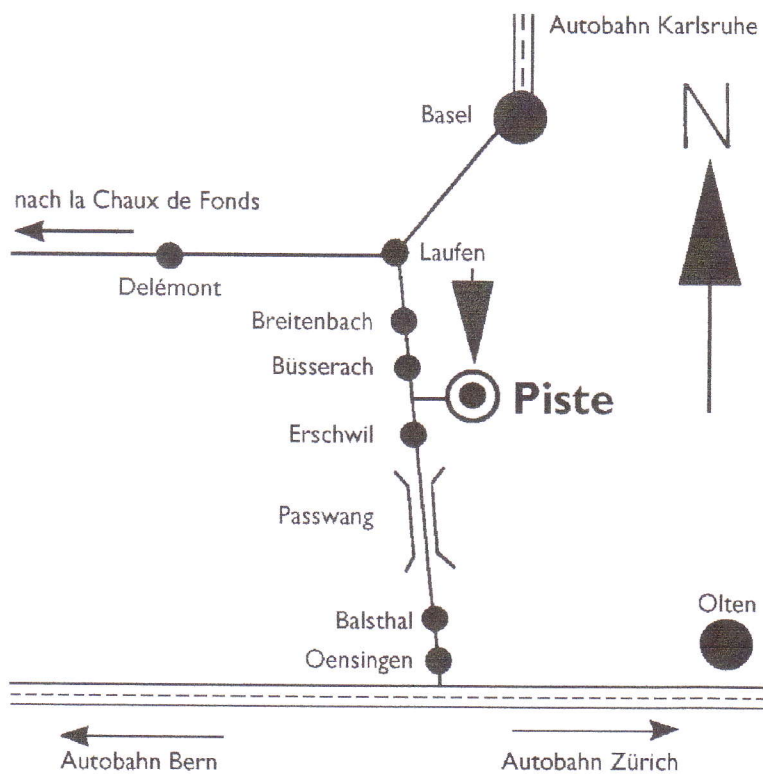 Autobahn Karlsruhe
Basel
N
nach la Chaux de Fonds
Laufen
Delémont
Breitenbach
Büsserach
Piste
Erschwil
Passwang
Olten
Balsthal
Oensingen
Autobahn Bern
Autobahn Zürich